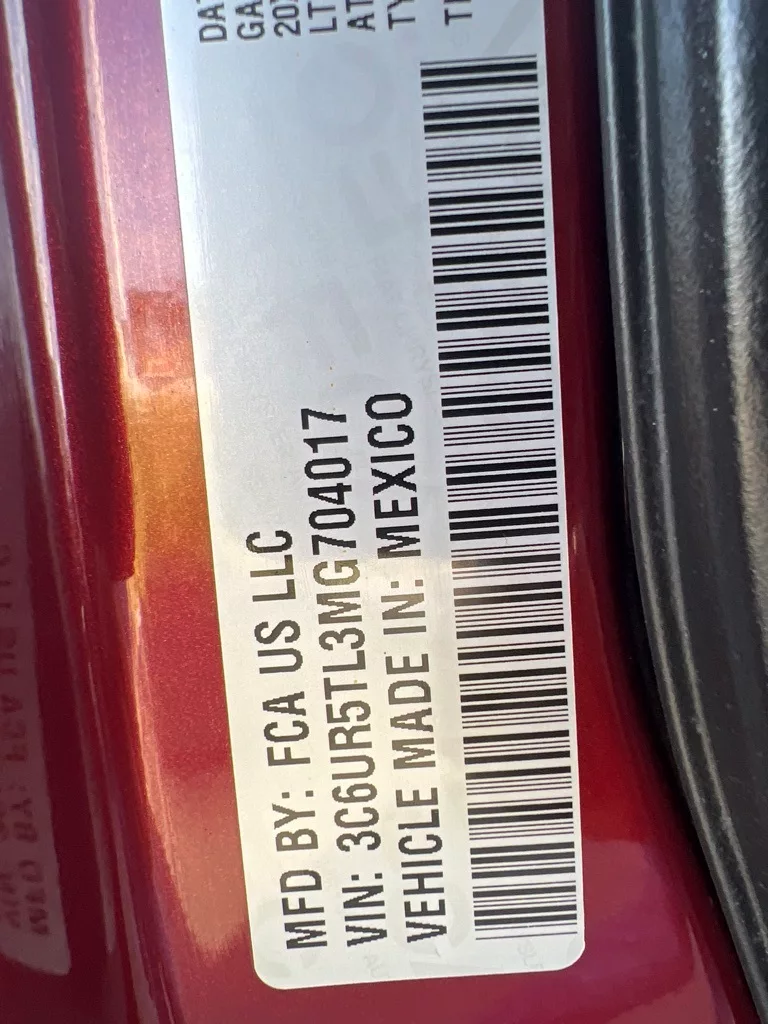 MFD BY: FCA US LLC
VIN: 3C6UR5TL3MG704017
VEHICLE MADE IN: MEXICO